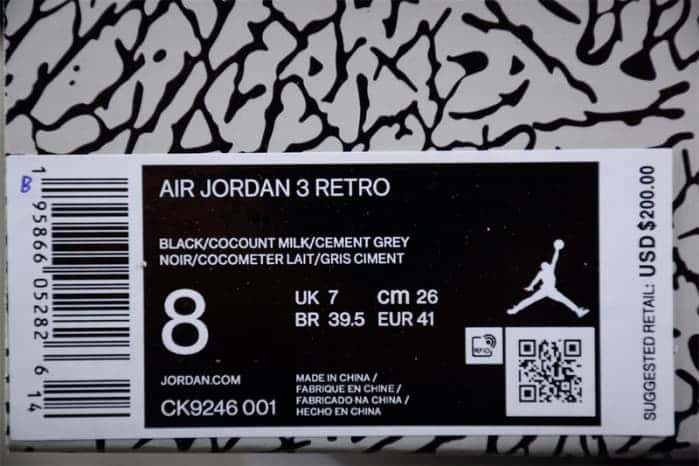 B
1 95866 05282 6 14
AIR JORDAN 3 RETRO
BLACK/COCOUNT MILK/CEMENT GREY
NOIR/COCOMETER LAIT/GRIS CIMENT
8
UK 7 cm 26
BR 39.5 EUR 41
JORDAN.COM
CK9246 001
MADE IN CHINA /
FABRIQUE EN CHINE /
FABRICADO NA CHINA /
HECHO EN CHINA
SUGGESTED RETAIL: USD $200.00